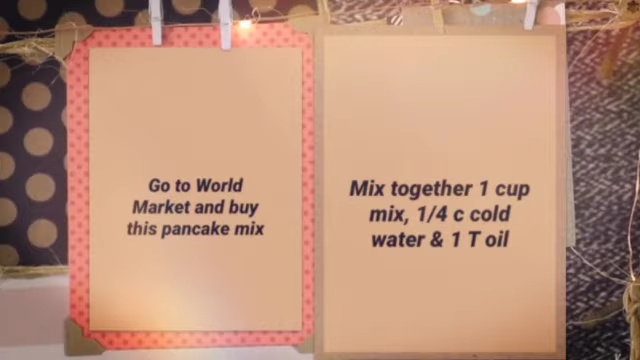 Go to World
Market and buy
this pancake mix
Mix together 1 cup
mix, 1/4 c cold
water & 1 T oil